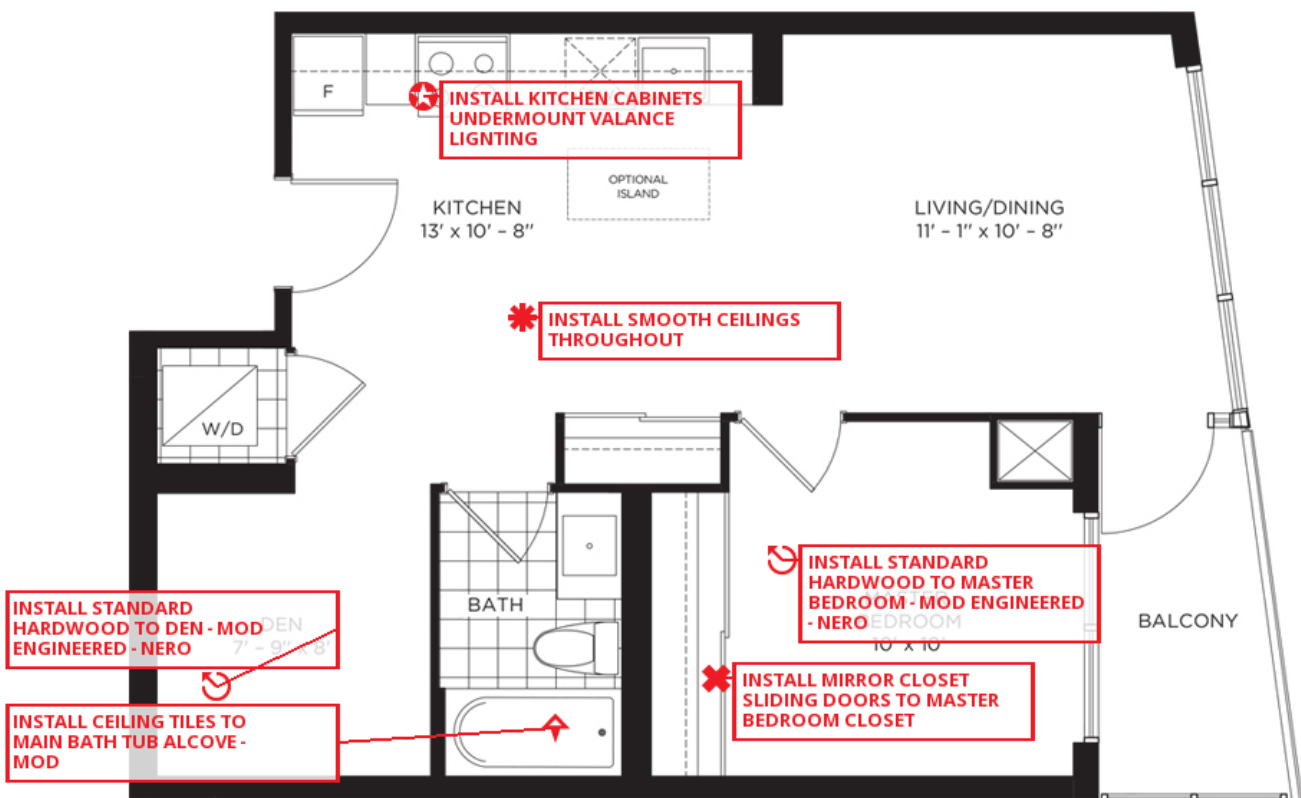 F
INSTALL KITCHEN CABINETS
UNDERMOUNT VALANCE
LIGNTING
OPTIONAL
ISLAND
KITCHEN
13' x 10' - 8"
LIVING/DINING
11' - 1" x 10' - 8"
INSTALL SMOOTH CEILINGS
THROUGHOUT
W/D
INSTALL STANDARD
HARDWOOD TO MASTER
BEDROOM - MOD ENGINEERED
- NERO
MASTER
BEDROOM
10' x 10'
BATH
BALCONY
INSTALL STANDARD
HARDWOOD TO DEN - MOD
ENGINEERED - NERO
DEN
7' - 9" x 8'
INSTALL MIRROR CLOSET
SLIDING DOORS TO MASTER
BEDROOM CLOSET
INSTALL CEILING TILES TO
MAIN BATH TUB ALCOVE -
MOD